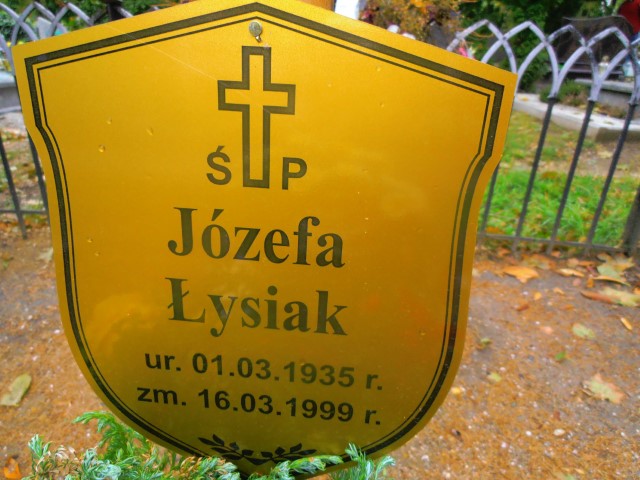 Ś P
Józefa
Łysiak
ur. 01.03.1935 r.
zm. 16.03.1999 r.